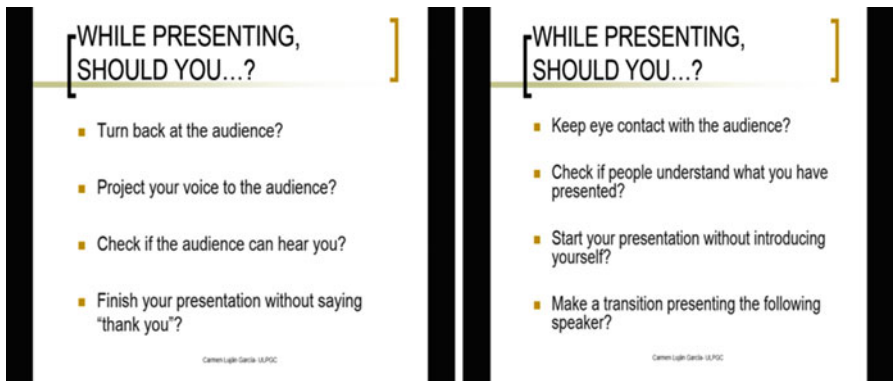 WHILE PRESENTING,
SHOULD YOU...?
Turn back at the audience?
Project your voice to the audience?
Check if the audience can hear you?
Finish your presentation without saying
“thank you”?
Carmen Luján García- ULPGC
WHILE PRESENTING,
SHOULD YOU...?
Keep eye contact with the audience?
Check if people understand what you have
presented?
Start your presentation without introducing
yourself?
Make a transition presenting the following
speaker?
Carmen Luján García- ULPGC